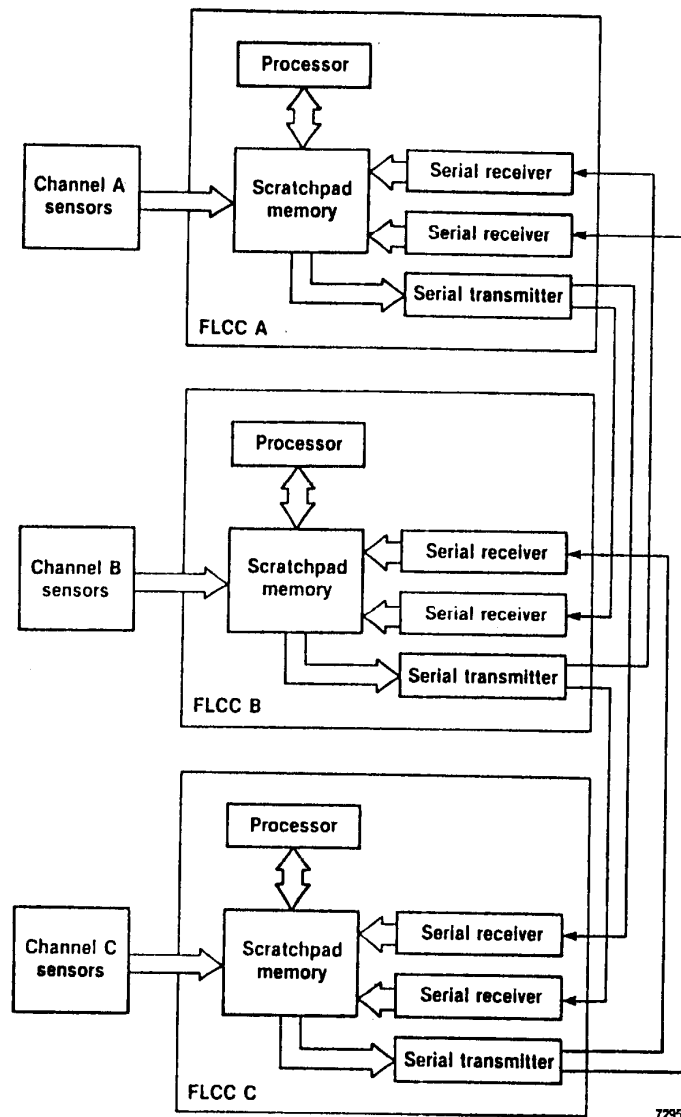 Processor
Channel A
sensors
Scratchpad
memory
Serial receiver
Serial receiver
Serial transmitter
FLCC A
Processor
Channel B
sensors
Scratchpad
memory
Serial receiver
Serial receiver
Serial transmitter
FLCC B
Processor
Channel C
sensors
Scratchpad
memory
Serial receiver
Serial receiver
Serial transmitter
FLCC C
7295